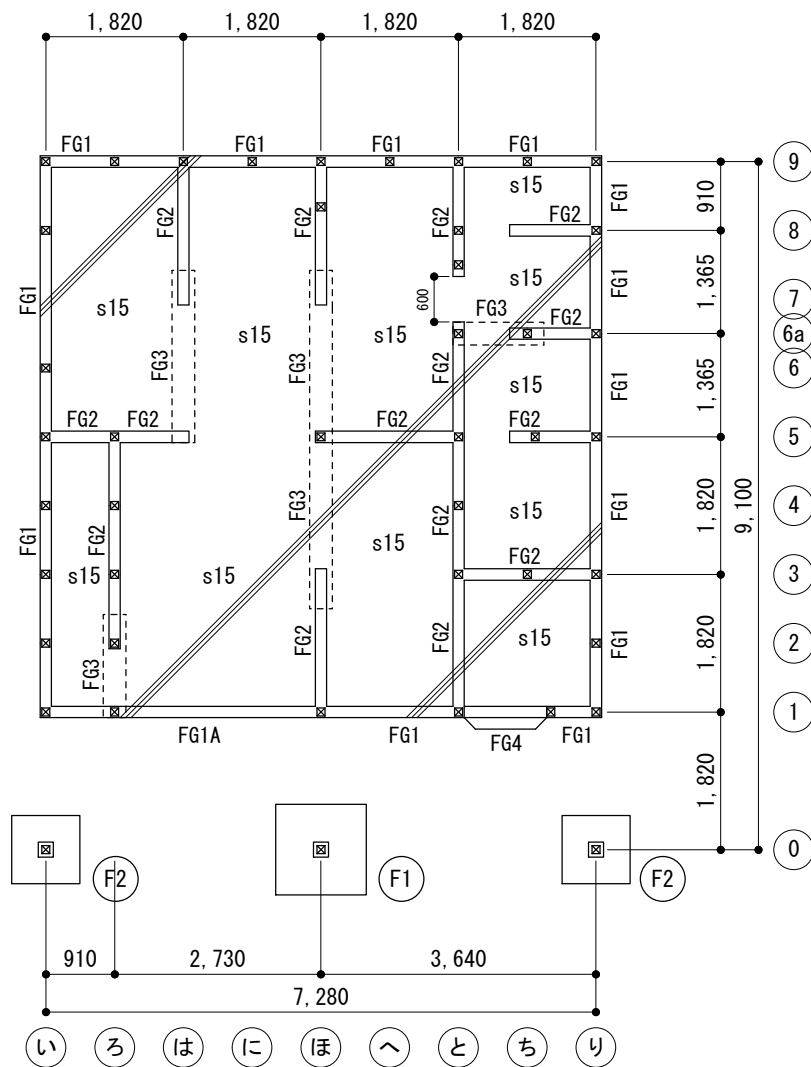 1,820 1,820 1,820 1,820
FG1 FG1 FG1 FG1
9
s15
FG1
910
FG2 FG2 FG2 FG2
8
FG1
s15
s15
1,365
7
600
FG3
FG2
6a
s15 s15
FG3 FG3
FG2
FG1
s15
1,365
6
FG2 FG2 FG2 FG2
5
FG1
FG2
FG3
FG2
s15
FG1
1,820
9,100
4
s15
s15 s15
FG2
3
FG3
FG2
FG2
s15
FG1
1,820
2
FG1A FG1 FG4 FG1
1
1,820
0
F2 F1 F2
910 2,730 3,640
7,280
い ろ は に ほ へ と ち り